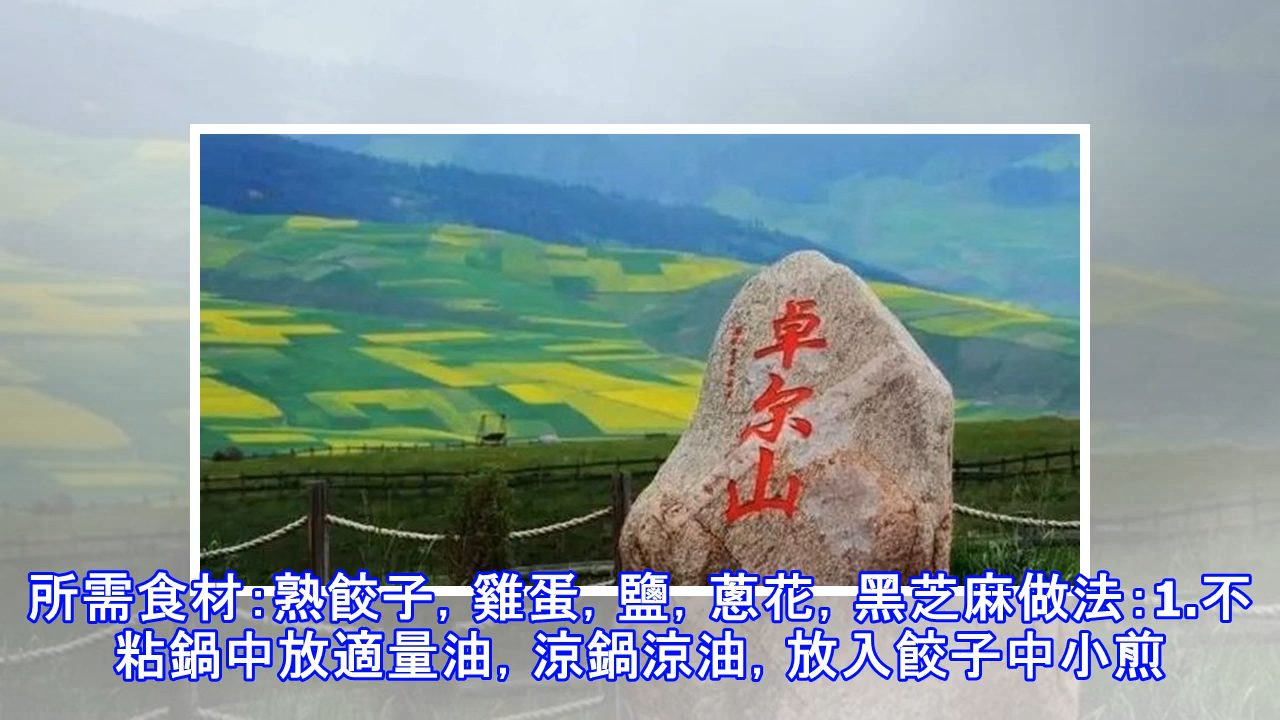 卓尔山
所需食材:熟餃子,雞蛋,鹽,蔥花,黑芝麻做法:1.不
粘鍋中放適量油,涼鍋涼油,放入餃子中小煎